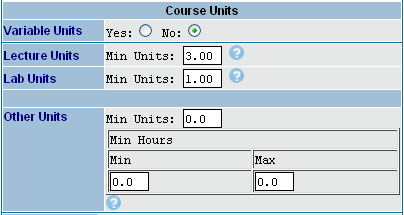 Course Units
Variable Units Yes: No:
Lecture Units Min Units: 3.00 ?
Lab Units Min Units: 1.00 ?
Other Units Min Units: 0.0
Min Hours
Min Max
0.0 0.0
?